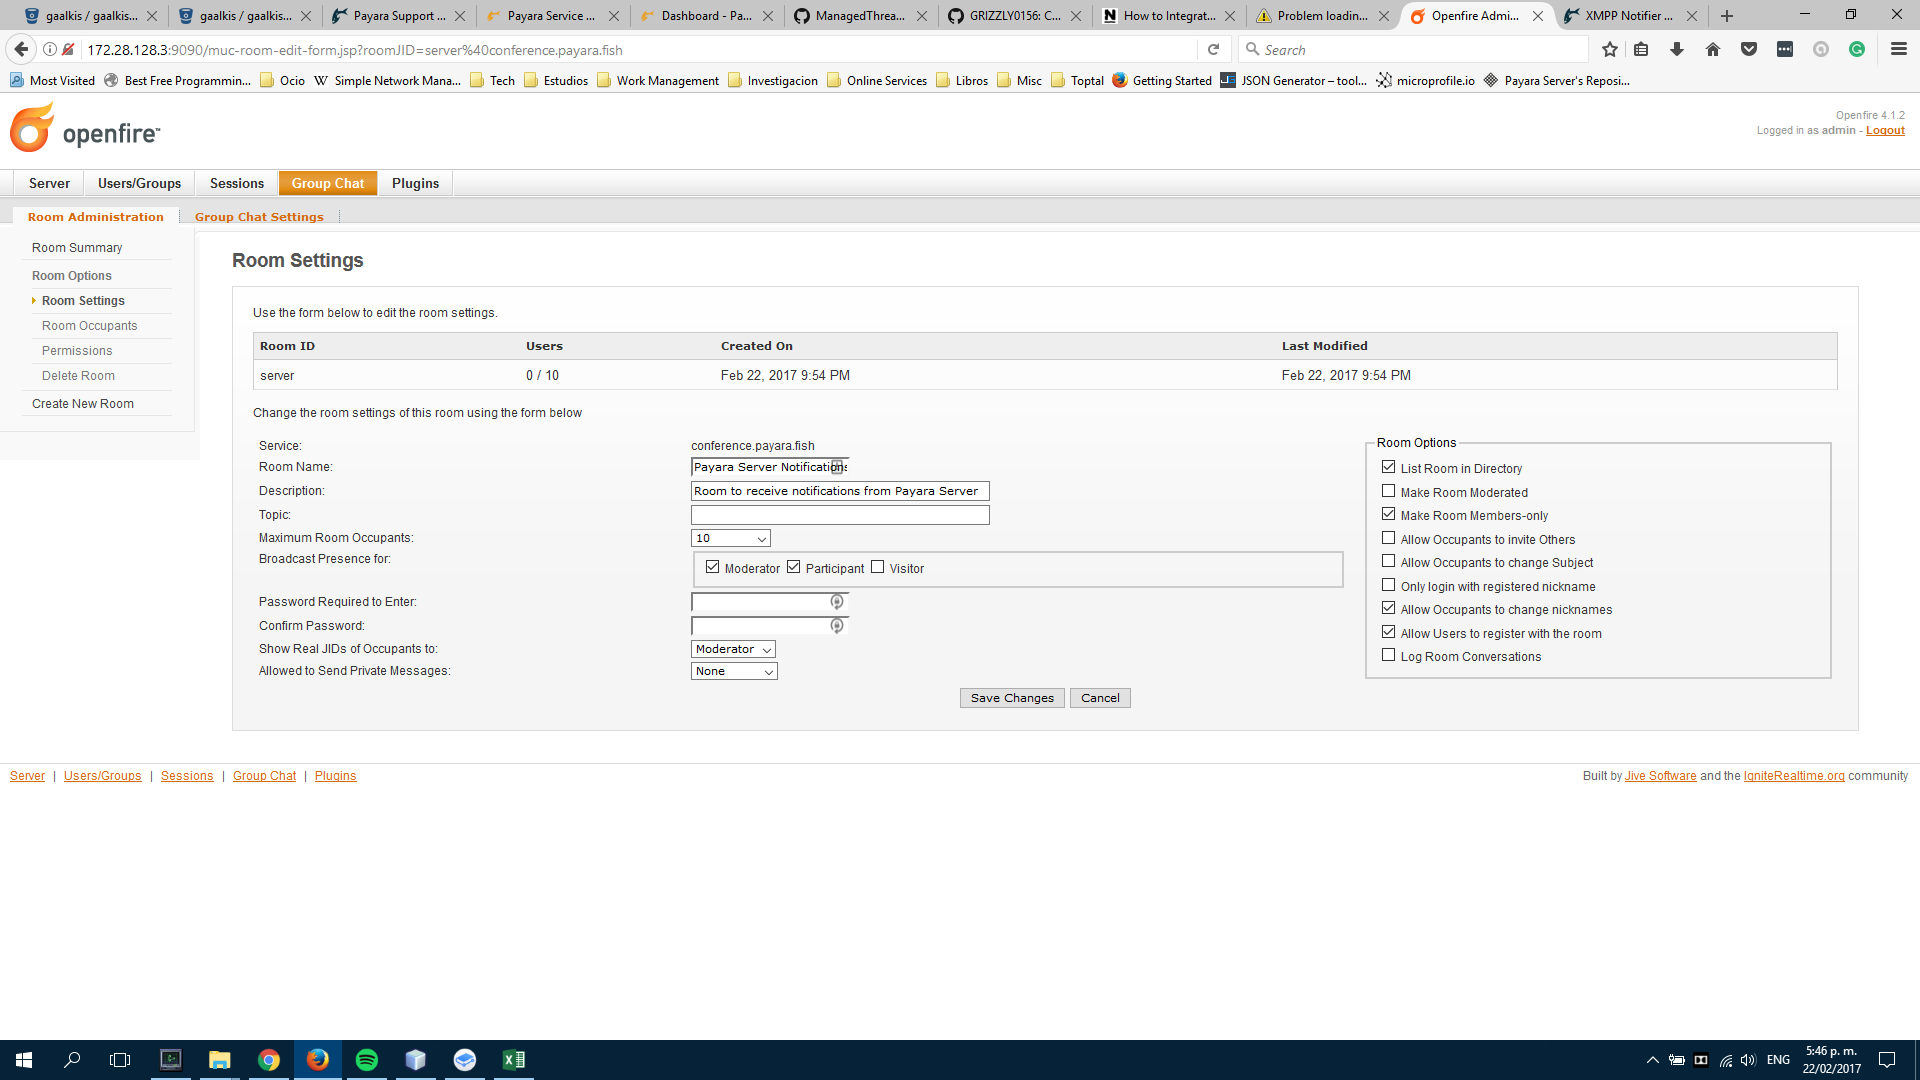 gaalkis / gaalkis...
gaalkis / gaalkis...
Payara Support ...
Payara Service ...
Dashboard - Pa...
ManagedThrea...
GRIZZLY0156: C...
How to Integrat...
Problem loadin...
Openfire Admi...
XMPP Notifier ...
172.28.128.3:9090/muc-room-edit-form.jsp?roomJID=server%40conference.payara.fish
Search
Most Visited
Best Free Programmin...
Ocio
Simple Network Mana...
Tech
Estudios
Work Management
Investigacion
Online Services
Libros
Misc
Toptal
Getting Started
JSON Generator – tool...
microprofile.io
Payara Server's Reposi...
openfire™
Openfire 4.1.2
Logged in as admin - Logout
Server
Users/Groups
Sessions
Group Chat
Plugins
Room Administration
Group Chat Settings
Room Summary
Room Options
Room Settings
Room Occupants
Permissions
Delete Room
Create New Room
Room Settings
Use the form below to edit the room settings.
Room ID Users Created On Last Modified
server 0 / 10 Feb 22, 2017 9:54 PM Feb 22, 2017 9:54 PM
Change the room settings of this room using the form below
Service: conference.payara.fish
Room Name: Payara Server Notifications
Description: Room to receive notifications from Payara Server
Topic:
Maximum Room Occupants: 10
Broadcast Presence for: Moderator Participant Visitor
Password Required to Enter:
Confirm Password:
Show Real JIDs of Occupants to: Moderator
Allowed to Send Private Messages: None
Room Options
List Room in Directory
Make Room Moderated
Make Room Members-only
Allow Occupants to invite Others
Allow Occupants to change Subject
Only login with registered nickname
Allow Occupants to change nicknames
Allow Users to register with the room
Log Room Conversations
Save Changes Cancel
Server | Users/Groups | Sessions | Group Chat | Plugins
Built by Jive Software and the IgniteRealtime.org community
ENG
5:46 p. m.
22/02/2017